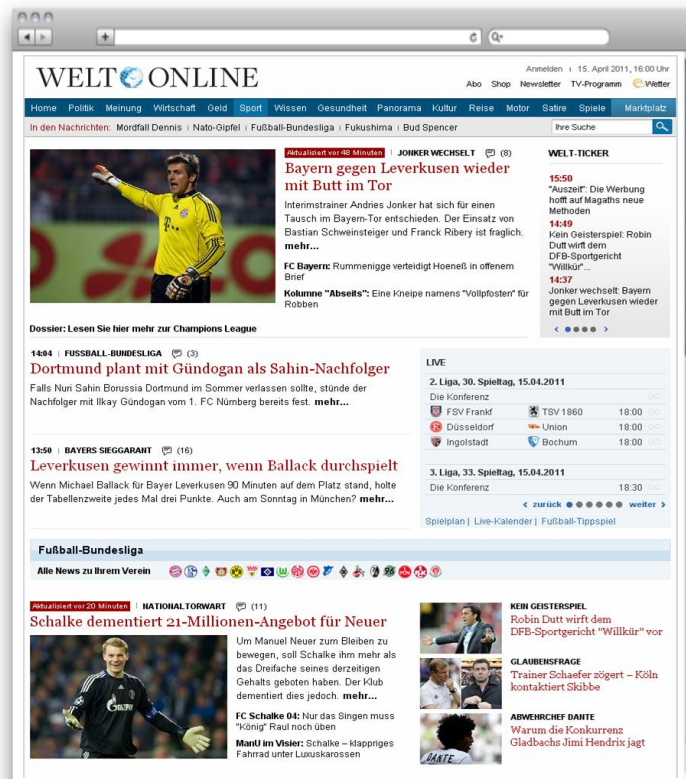 WELT ONLINE
Anmelden | 15. April 2011, 16:00 Uhr
Abo Shop Newsletter TV-Programm Wetter
Home Politik Meinung Wirtschaft Geld Sport Wissen Gesundheit Panorama Kultur Reise Motor Satire Spiele Marktplatz
In den Nachrichten: Mordfall Dennis | Nato-Gipfel | Fußball-Bundesliga | Fukushima | Bud Spencer
Ihre Suche
Aktualisiert vor 48 Minuten | JONKER WECHSELT (8)
Bayern gegen Leverkusen wieder
mit Butt im Tor
Interimstrainer Andries Jonker hat sich für einen
Tausch im Bayern-Tor entschieden. Der Einsatz von
Bastian Schweinsteiger und Franck Ribery ist fraglich.
mehr...
FC Bayern: Rummenigge verteidigt Hoeneß in offenem
Brief
Kolumne "Abseits": Eine Kneipe namens "Vollpfosten" für
Robben
Dossier: Lesen Sie hier mehr zur Champions League
WELT-TICKER
15:50
"Auszeit": Die Werbung
hofft auf Magaths neue
Methoden
14:49
Kein Geisterspiel: Robin
Dutt wirft dem
DFB-Sportgericht
"Willkür"...
14:37
Jonker wechselt: Bayern
gegen Leverkusen wieder
mit Butt im Tor
14:04 | FUSSBALL-BUNDESLIGA (3)
Dortmund plant mit Gündogan als Sahin-Nachfolger
Falls Nuri Sahin Borussia Dortmund im Sommer verlassen sollte, stünde der
Nachfolger mit Ilkay Gündogan vom 1. FC Nürnberg bereits fest. mehr...
13:50 | BAYERS SIEGGARANT (16)
Leverkusen gewinnt immer, wenn Ballack durchspielt
Wenn Michael Ballack für Bayer Leverkusen 90 Minuten auf dem Platz stand, holte
der Tabellenzweite jedes Mal drei Punkte. Auch am Sonntag in München? mehr...
LIVE
2. Liga, 30. Spieltag, 15.04.2011
Die Konferenz
FSV Frankf TSV 1860 18:00
Düsseldorf Union 18:00
Ingolstadt Bochum 18:00
3. Liga, 33. Spieltag, 15.04.2011
Die Konferenz 18:30
zurück weiter
Spielplan | Live-Kalender | Fußball-Tippspiel
Fußball-Bundesliga
Alle News zu Ihrem Verein
Aktualisiert vor 20 Minuten | NATIONALTORWART (11)
Schalke dementiert 21-Millionen-Angebot für Neuer
Um Manuel Neuer zum Bleiben zu
bewegen, soll Schalke ihm mehr als
das Dreifache seines derzeitigen
Gehalts geboten haben. Der Klub
dementiert dies jedoch. mehr...
FC Schalke 04: Nur das Singen muss
"König" Raul noch üben
ManU im Visier: Schalke – klappriges
Fahrrad unter Luxuskarossen
GAZPROM
KEIN GEISTERSPIEL
Robin Dutt wirft dem
DFB-Sportgericht "Willkür" vor
GLAUBENSFRAGE
Trainer Schaefer zögert – Köln
kontaktiert Skibbe
ABWEHRCHEF DANTE
Warum die Konkurrenz
Gladbachs Jimi Hendrix jagt
DANTE